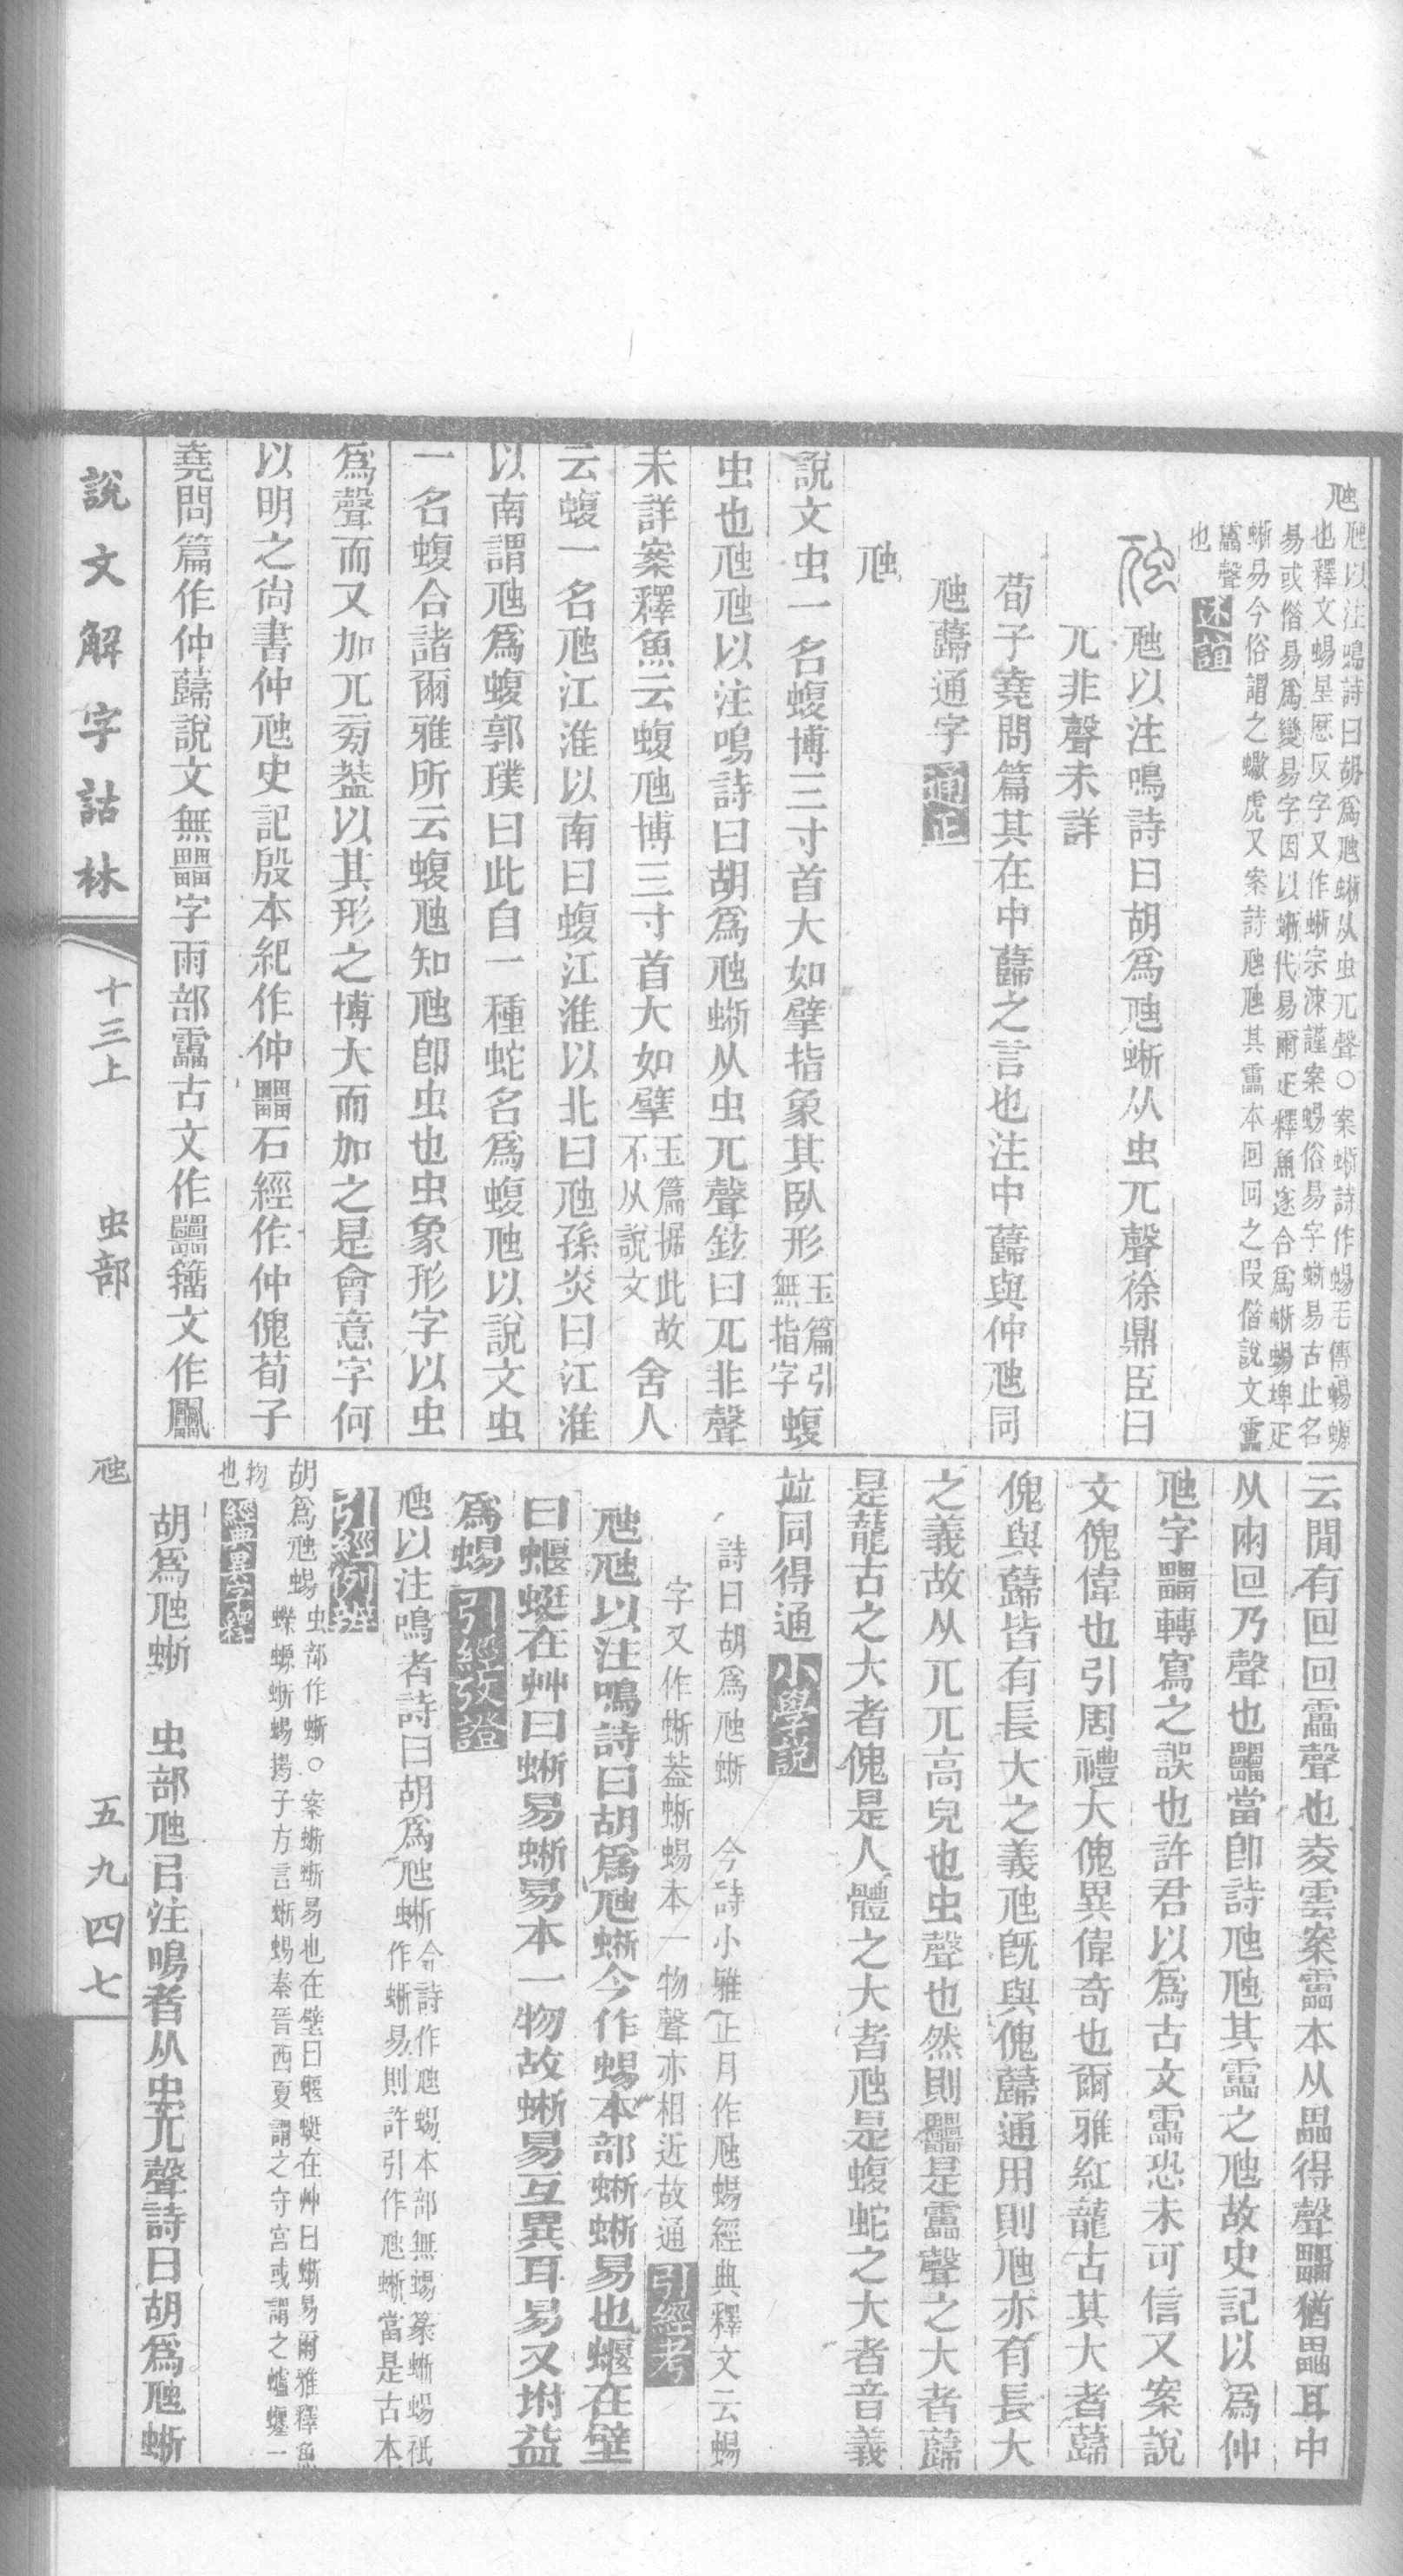 虺
虺以注鳴詩曰胡爲虺蜥从虫兀聲○案蜥詩作蜴毛傳蜴螈
也釋文蜴星歷反字又作蜥宗涑謹案蜴俗易字蜥易古止名
易或借易爲變易字因以蜥代易爾疋釋魚遂合爲蜥蜴埤疋
蜥易今俗謂之蠍虎又案詩虺虺其靁本回回之叚借說文靁
靐聲
也
述誼
虺以注鳴詩曰胡爲虺蜥从虫兀聲徐鼎臣曰
兀非聲未詳
荀子堯問篇其在中蘬之言也注中蘬與仲虺同
虺蘬通字通正
虺
說文虫一名蝮博三寸首大如擘指象其臥形玉篇引無指字蝮
虫也虺虺以注鳴詩曰胡爲虺蜥从虫兀聲鉉曰兀非聲
未詳案釋魚云蝮虺博三寸首大如擘玉篇据此故不从說文舍人
云蝮一名虺江淮以南曰蝮江淮以北曰虺孫炎曰江淮
以南謂虺爲蝮郭璞曰此自一種蛇名爲蝮虺以說文虫
一名蝮合諸爾雅所云蝮虺知虺卽虫也虫象形字以虫
爲聲而又加兀㫄葢以其形之博大而加之是會意字何
以明之尙書仲虺史記殷本紀作仲𤳳石經作仲傀荀子
堯問篇作仲蘬說文無𤳳字雨部靁古文作籒文作
云閒有回回靁聲也夌雲案靁本从畾得聲𤳳猶畾耳中
从兩回乃聲也當卽詩虺虺其靁之虺故史記以爲仲
虺字𤳳轉寫之誤也許君以爲古文靁恐未可信又案說
文傀偉也引周禮大傀異偉奇也爾雅紅龍古其大者蘬
傀與蘬皆有長大之義虺旣與傀蘬通用則虺亦有長大
之義故从兀兀高皃也虫聲也然則是靁聲之大者蘬
是蘢古之大者傀是人體之大者虺是蝮蛇之大者音義
竝同得通小學說
詩曰胡爲虺蜥　今詩小雅正月作虺蜴經典釋文云蜴
字又作蜥葢蜥蜴本一物聲亦相近故通引經考
虺虺以注鳴詩曰胡爲虺蜥今作蜴本部蜥蜥易也蝘在壁
曰蝘蜓在艸曰蜥易蜥易本一物故蜥易互異耳易又坿益
爲蜴引經攷證
虺以注鳴者詩曰胡爲虺蜥今詩作虺蜴本部無蜴篆蜥蜴祇作蜥易則許引作虺蜥當是古本
引經例辨
胡爲虺蜴虫部作蜥○案蜥蜥易也在壁曰蝘蜓在艸曰蜥易爾雅釋魚蠑螈蜥蜴揚子方言蜥蜴秦晉西夏謂之守宮或謂之蠦𧔥一
物
也
經典異字釋
胡爲虺蜥　虫部虺㠯注鳴者从虫兀聲詩曰胡爲虺蜥
說文解字詁林
十三上　虫部　虺　五九四七